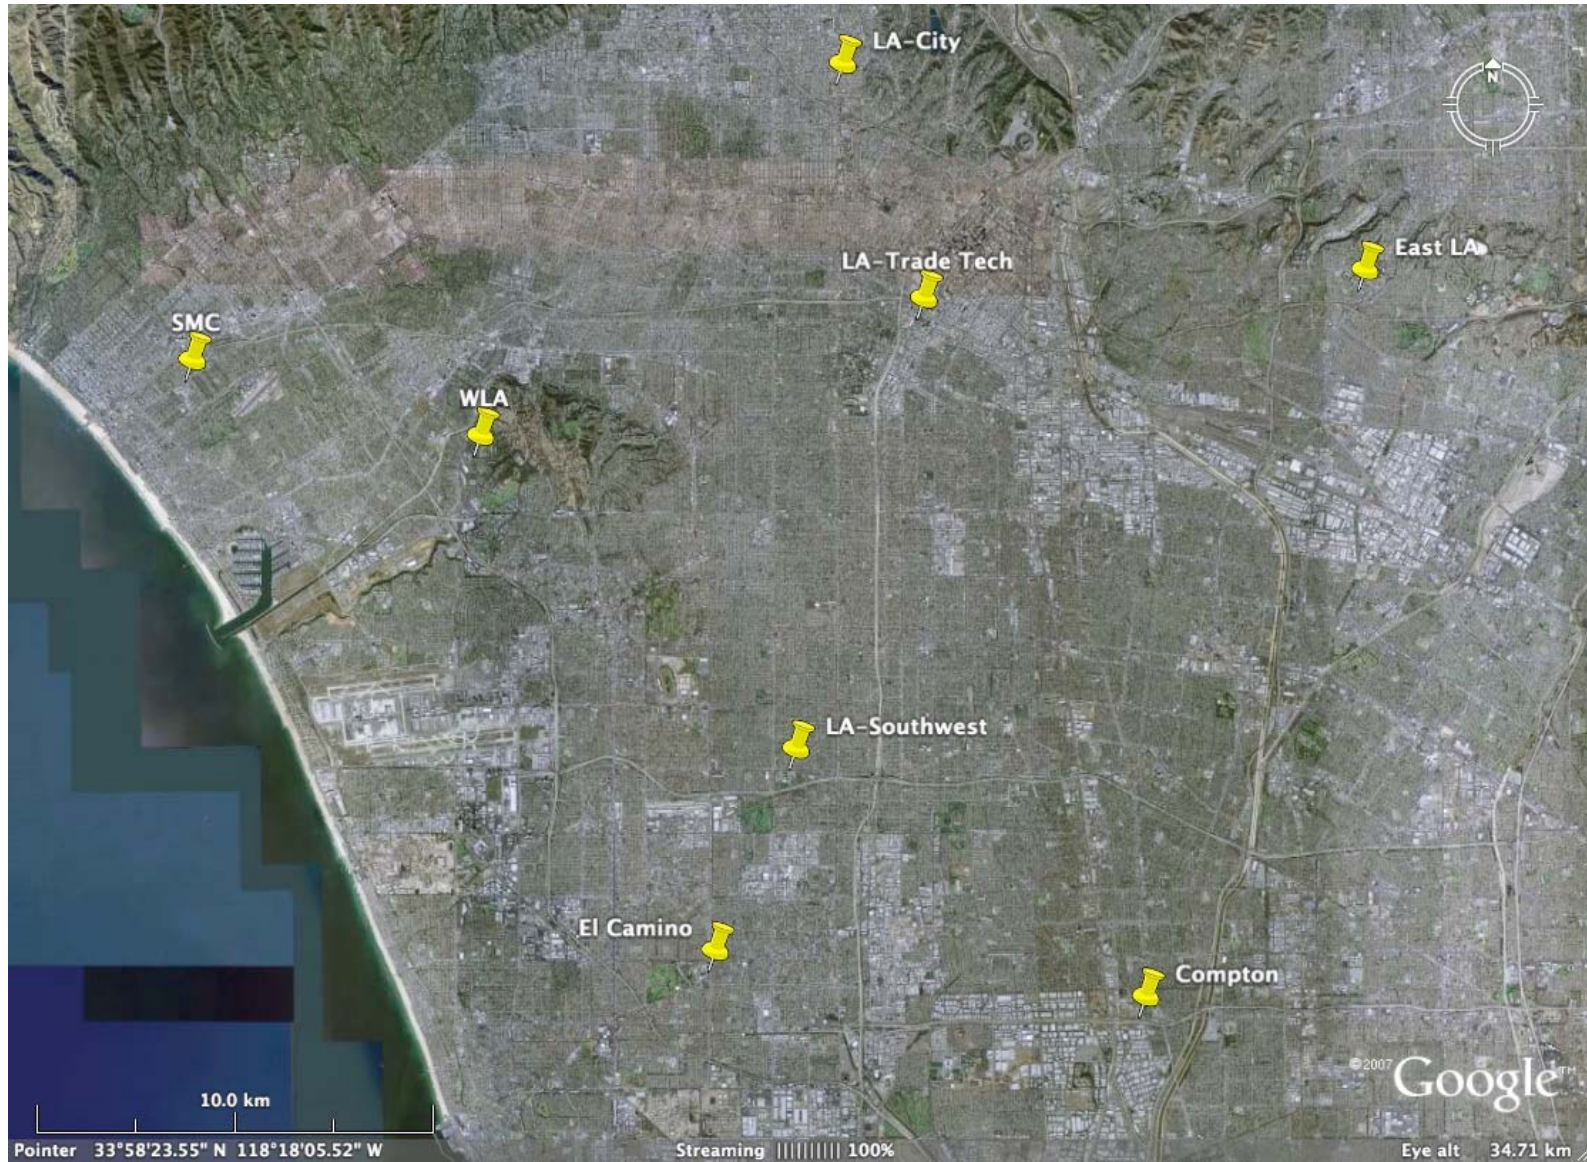 LA-City
N
East LA
LA-Trade Tech
SMC
WLA
LA-Southwest
El Camino
Compton
©2007 Google™
10.0 km
Pointer 33°58'23.55" N 118°18'05.52" W Streaming ||||||||| 100% Eye alt 34.71 km